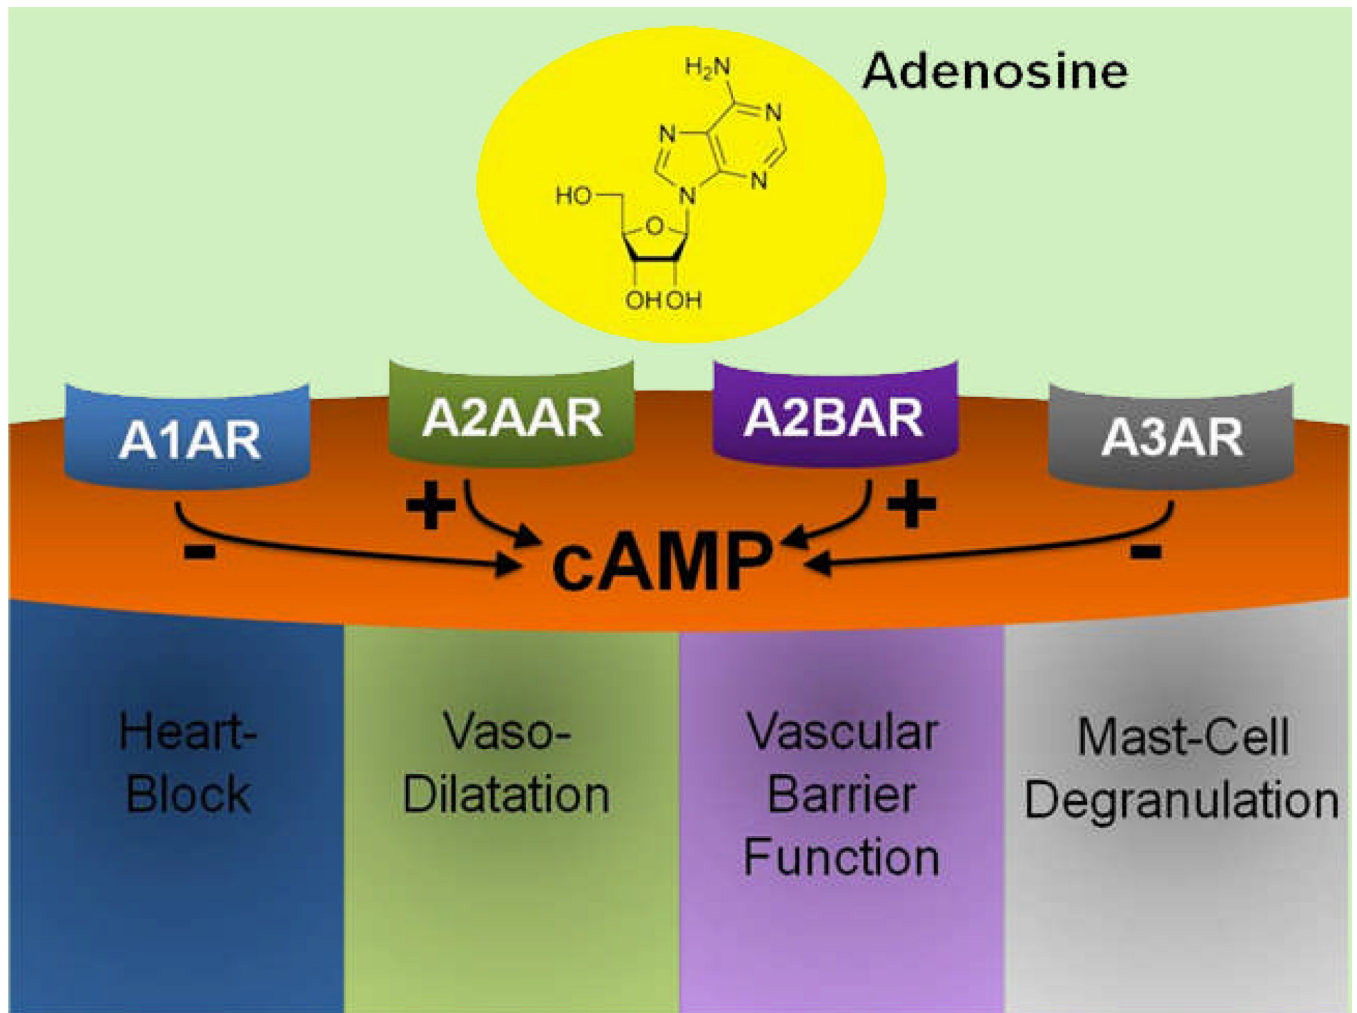 Adenosine
H₂N
N
N
N
N
HO
O
OH OH
A1AR
A2AAR
A2BAR
A3AR
+
+
-
-
cAMP
Heart-
Block
Vaso-
Dilatation
Vascular
Barrier
Function
Mast-Cell
Degranulation